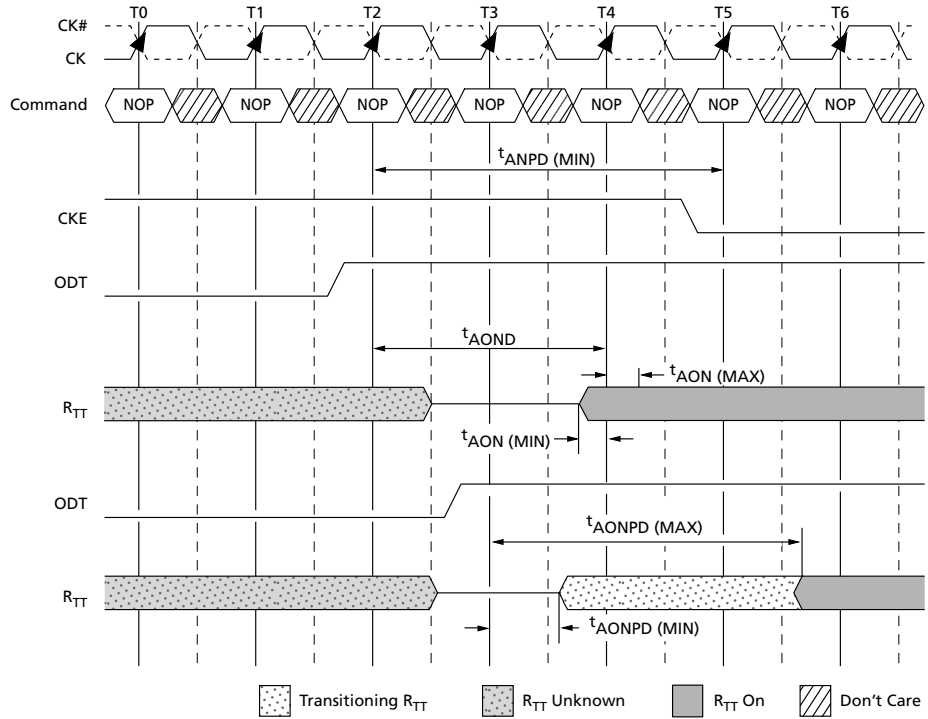 CK# T0 T1 T2 T3 T4 T5 T6
CK
Command NOP NOP NOP NOP NOP NOP NOP
tANPD (MIN)
CKE
ODT
tAOND
tAON (MAX)
RTT
tAON (MIN)
ODT
tAONPD (MAX)
RTT
tAONPD (MIN)
Transitioning RTT RTT Unknown RTT On Don't Care